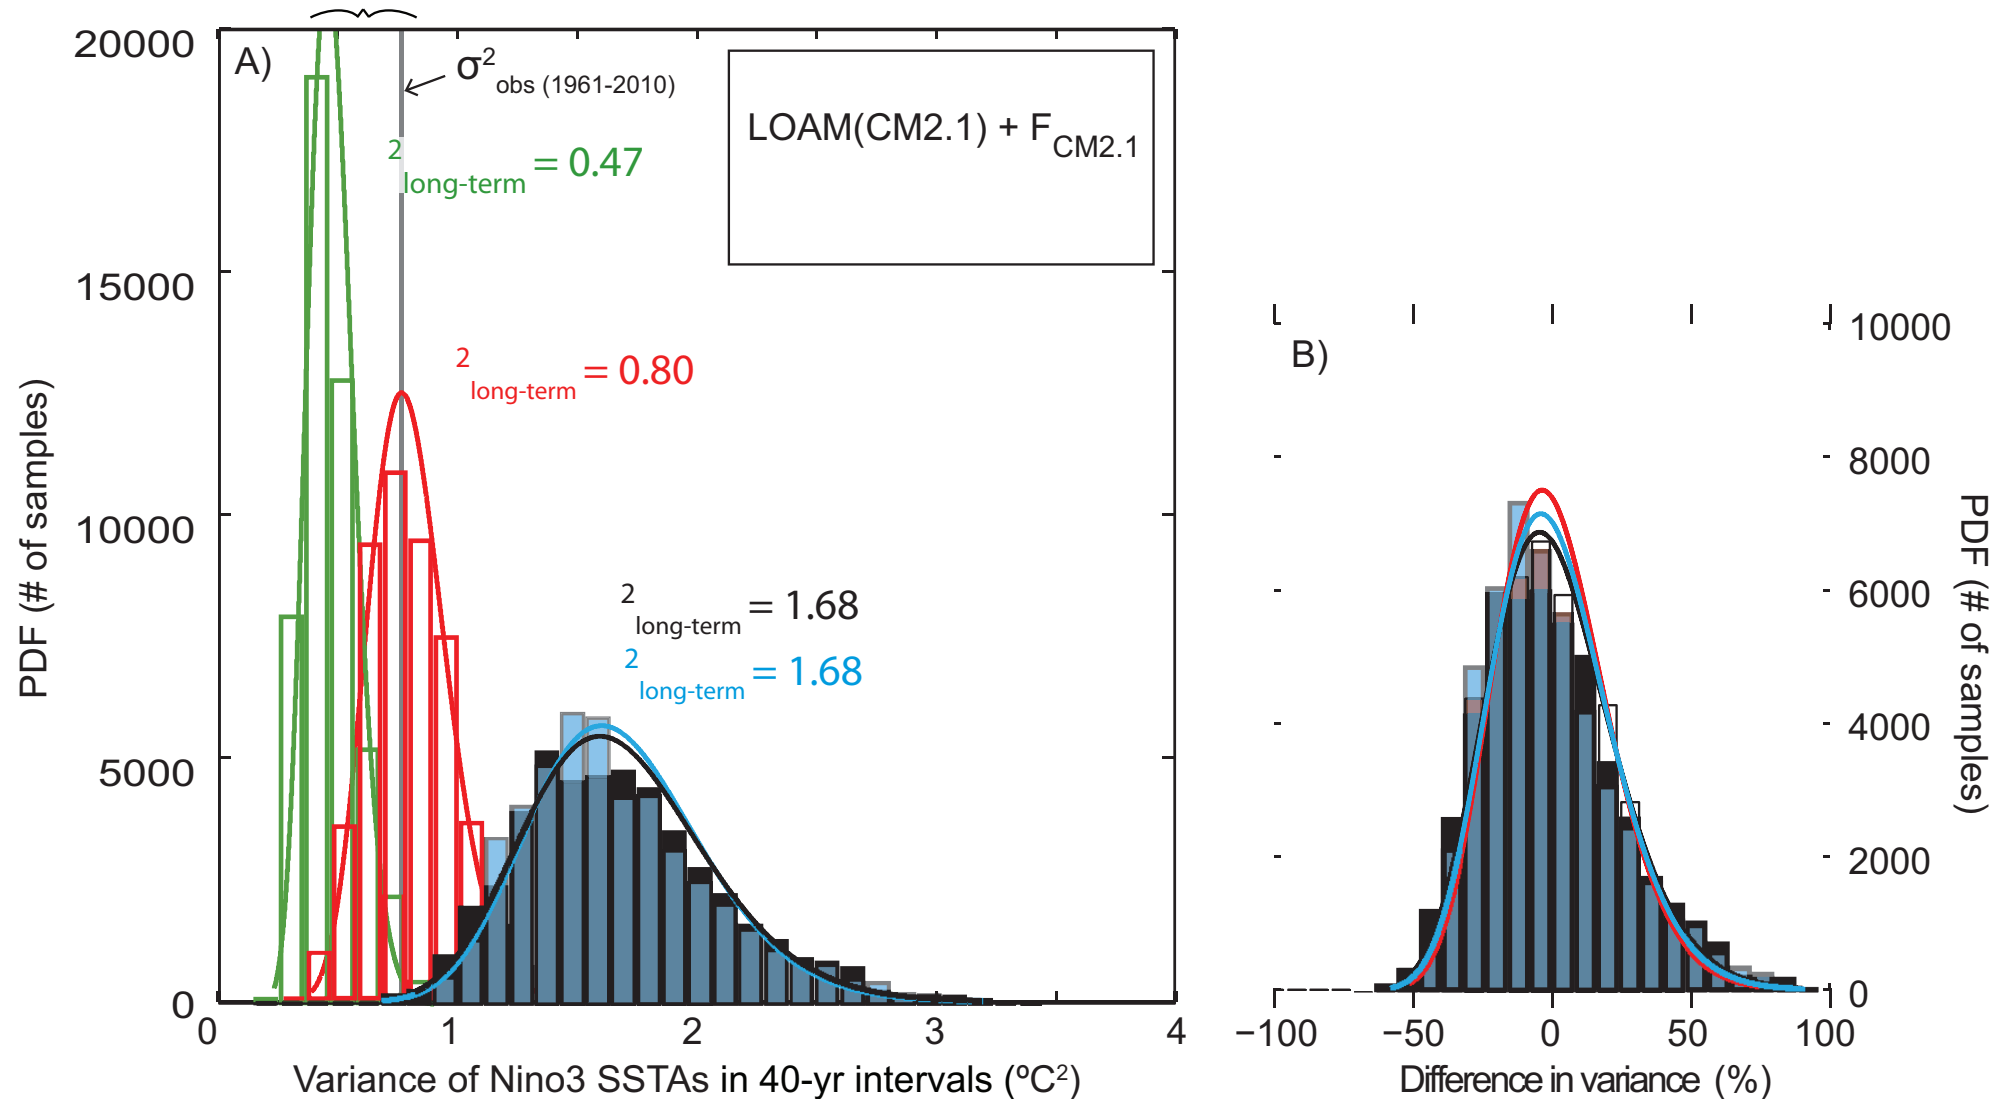 A)
σ²obs (1961-2010)
LOAM(CM2.1) + FCM2.1
²long-term = 0.47
²long-term = 0.80
²long-term = 1.68
²long-term = 1.68
20000
15000
10000
5000
0
PDF (# of samples)
0 1 2 3 4
Variance of Nino3 SSTAs in 40-yr intervals (ºC²)
B)
10000
8000
6000
4000
2000
0
PDF (# of samples)
−100 −50 0 50 100
Difference in variance (%)